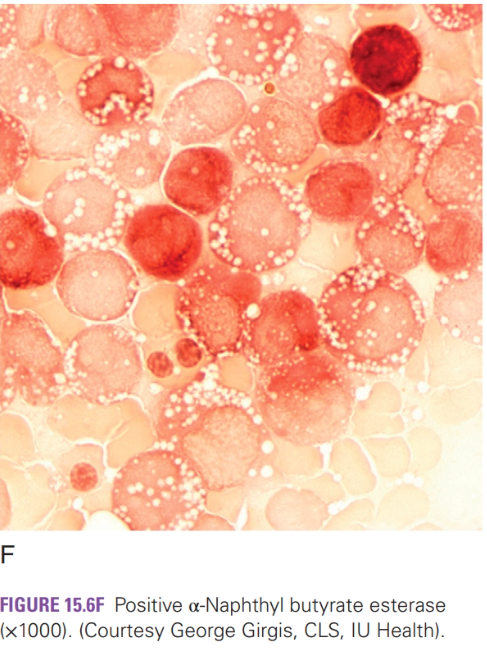 F
FIGURE 15.6F Positive α-Naphthyl butyrate esterase
(×1000). (Courtesy George Girgis, CLS, IU Health).